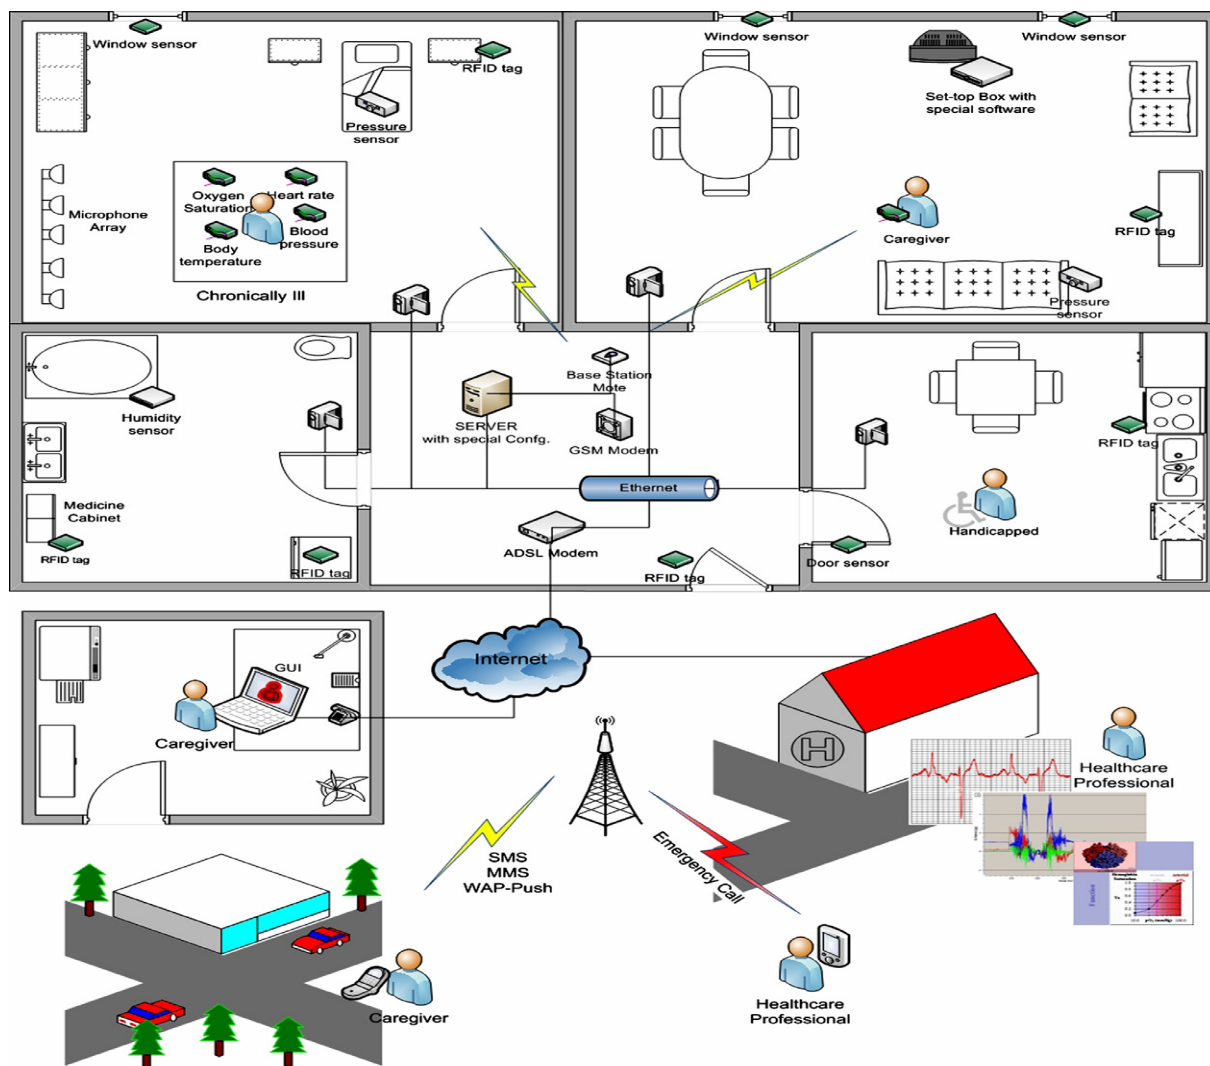 Window sensor
RFID tag
Pressure
sensor
Oxygen
Saturation
Heart rate
Blood
pressure
Body
temperature
Microphone
Array
Chronically Ill
Window sensor
Window sensor
Set-top Box with
special software
Caregiver
RFID tag
Pressure
sensor
Humidity
sensor
Medicine
Cabinet
RFID tag
RFID tag
Base Station
Mote
SERVER
with special Confg.
GSM Modem
Ethernet
ADSL Modem
RFID tag
RFID tag
Handicapped
Door sensor
GUI
Caregiver
Internet
H
Healthcare
Professional
SMS
MMS
WAP-Push
Emergency Call
Caregiver
Healthcare
Professional
Function